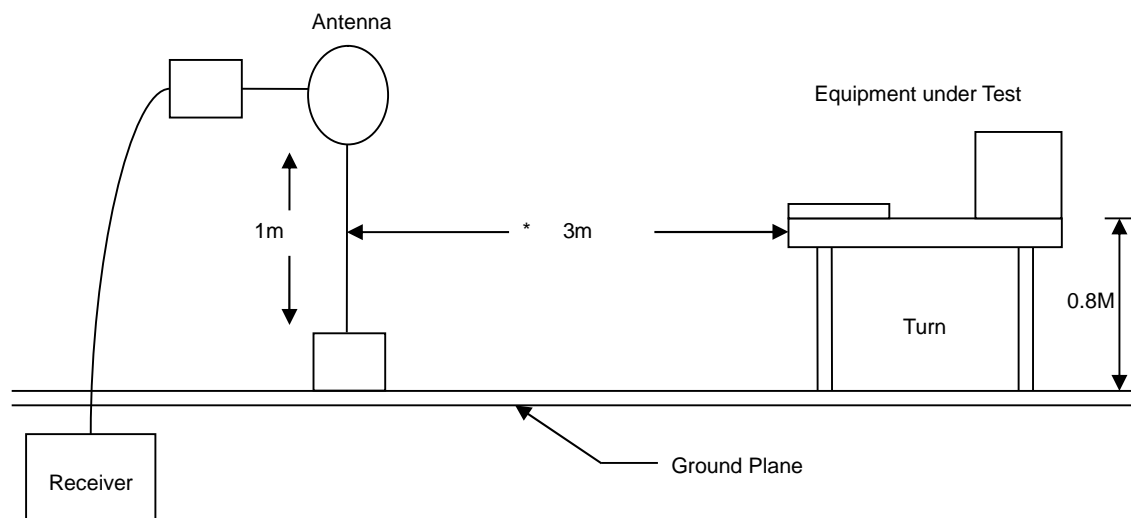 Antenna
Equipment under Test
1m
* 3m
0.8M
Turn
Ground Plane
Receiver